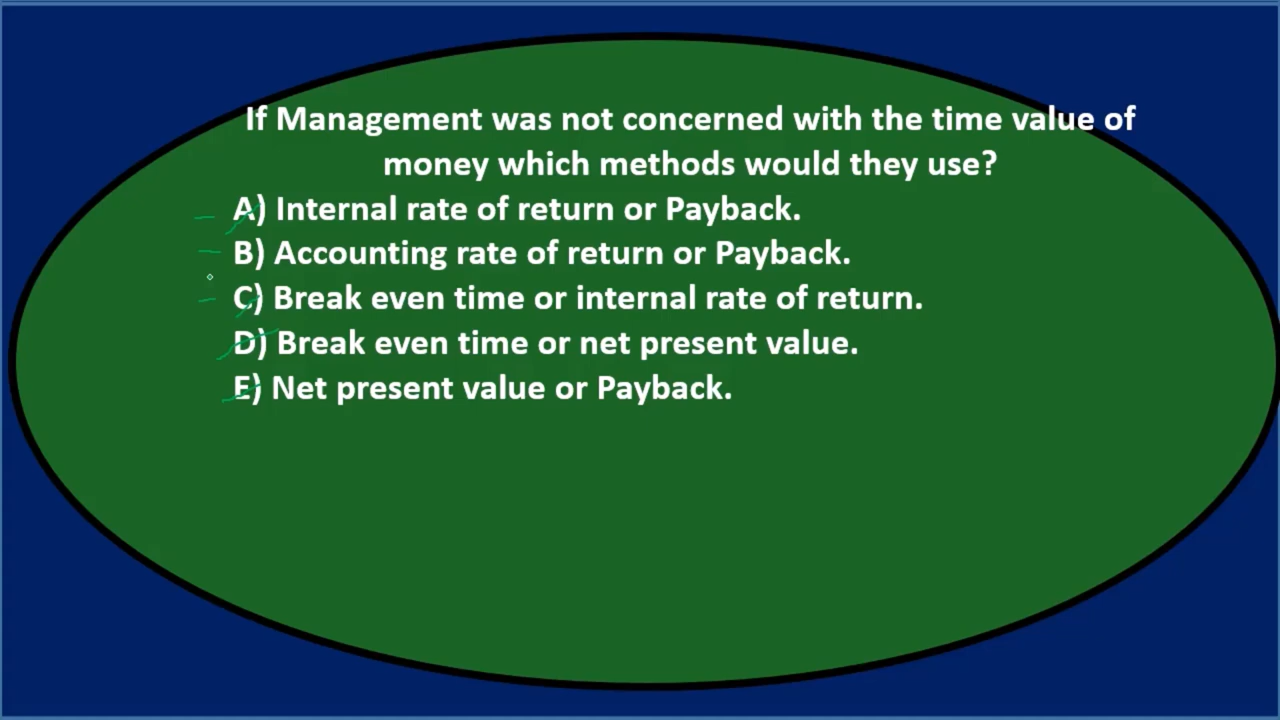 If Management was not concerned with the time value of
money which methods would they use?
A) Internal rate of return or Payback.
B) Accounting rate of return or Payback.
C) Break even time or internal rate of return.
D) Break even time or net present value.
E) Net present value or Payback.